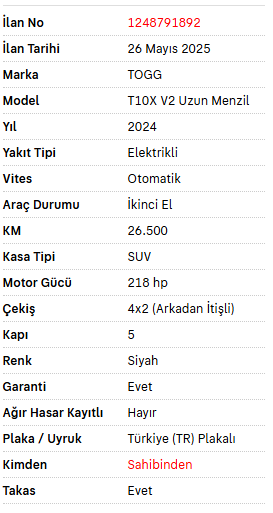 İlan No 1248791892
İlan Tarihi 26 Mayıs 2025
Marka TOGG
Model T10X V2 Uzun Menzil
Yıl 2024
Yakıt Tipi Elektrikli
Vites Otomatik
Araç Durumu İkinci El
KM 26.500
Kasa Tipi SUV
Motor Gücü 218 hp
Çekiş 4x2 (Arkadan İtişli)
Kapı 5
Renk Siyah
Garanti Evet
Ağır Hasar Kayıtlı Hayır
Plaka / Uyruk Türkiye (TR) Plakalı
Kimden Sahibinden
Takas Evet